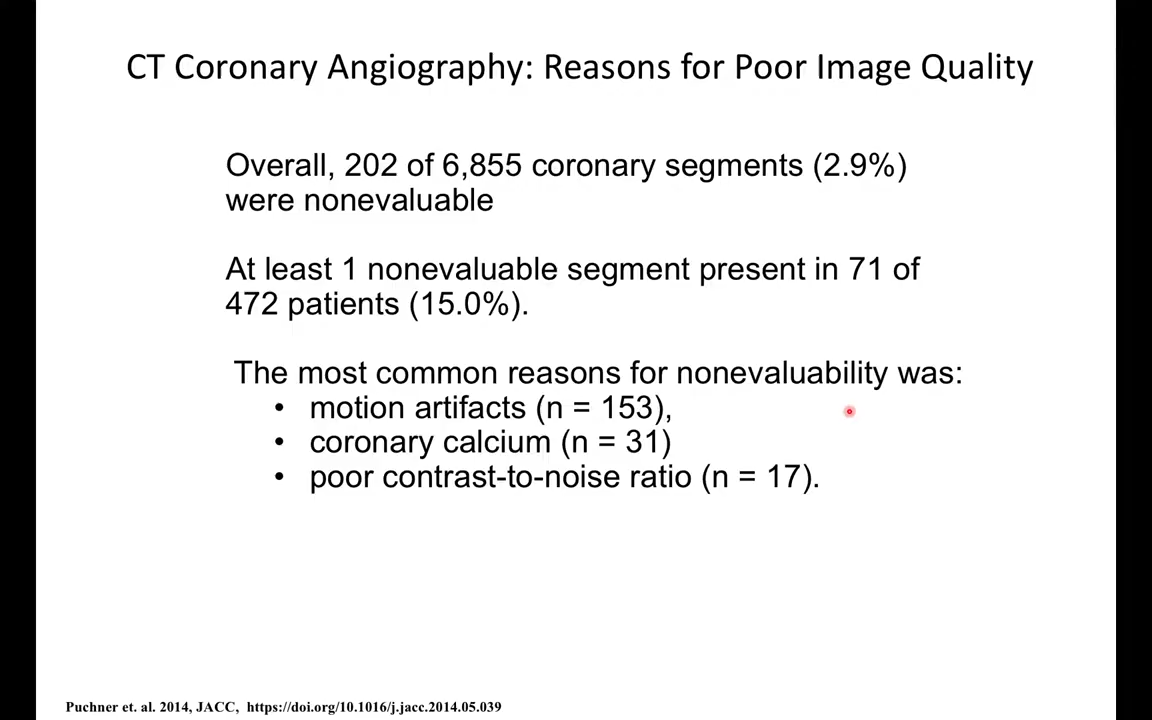 CT Coronary Angiography: Reasons for Poor Image Quality
Overall, 202 of 6,855 coronary segments (2.9%)
were nonevaluable
At least 1 nonevaluable segment present in 71 of
472 patients (15.0%).
The most common reasons for nonevaluability was:
• motion artifacts (n = 153),
• coronary calcium (n = 31)
• poor contrast-to-noise ratio (n = 17).
Puchner et. al. 2014, JACC, https://doi.org/10.1016/j.jacc.2014.05.039